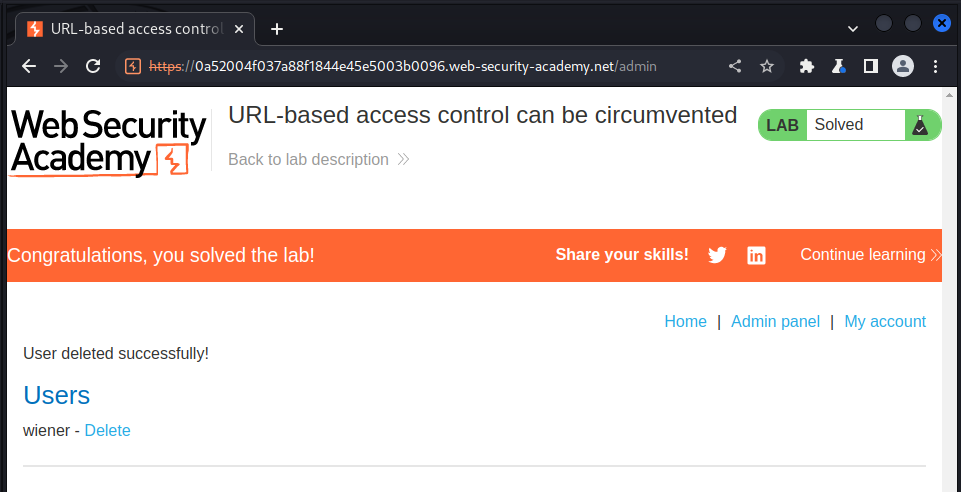 URL-based access control
https://0a52004f037a88f1844e45e5003b0096.web-security-academy.net/admin
Web Security
Academy
URL-based access control can be circumvented
Back to lab description
LAB Solved
Congratulations, you solved the lab!
Share your skills!
Continue learning
Home | Admin panel | My account
User deleted successfully!
Users
wiener - Delete